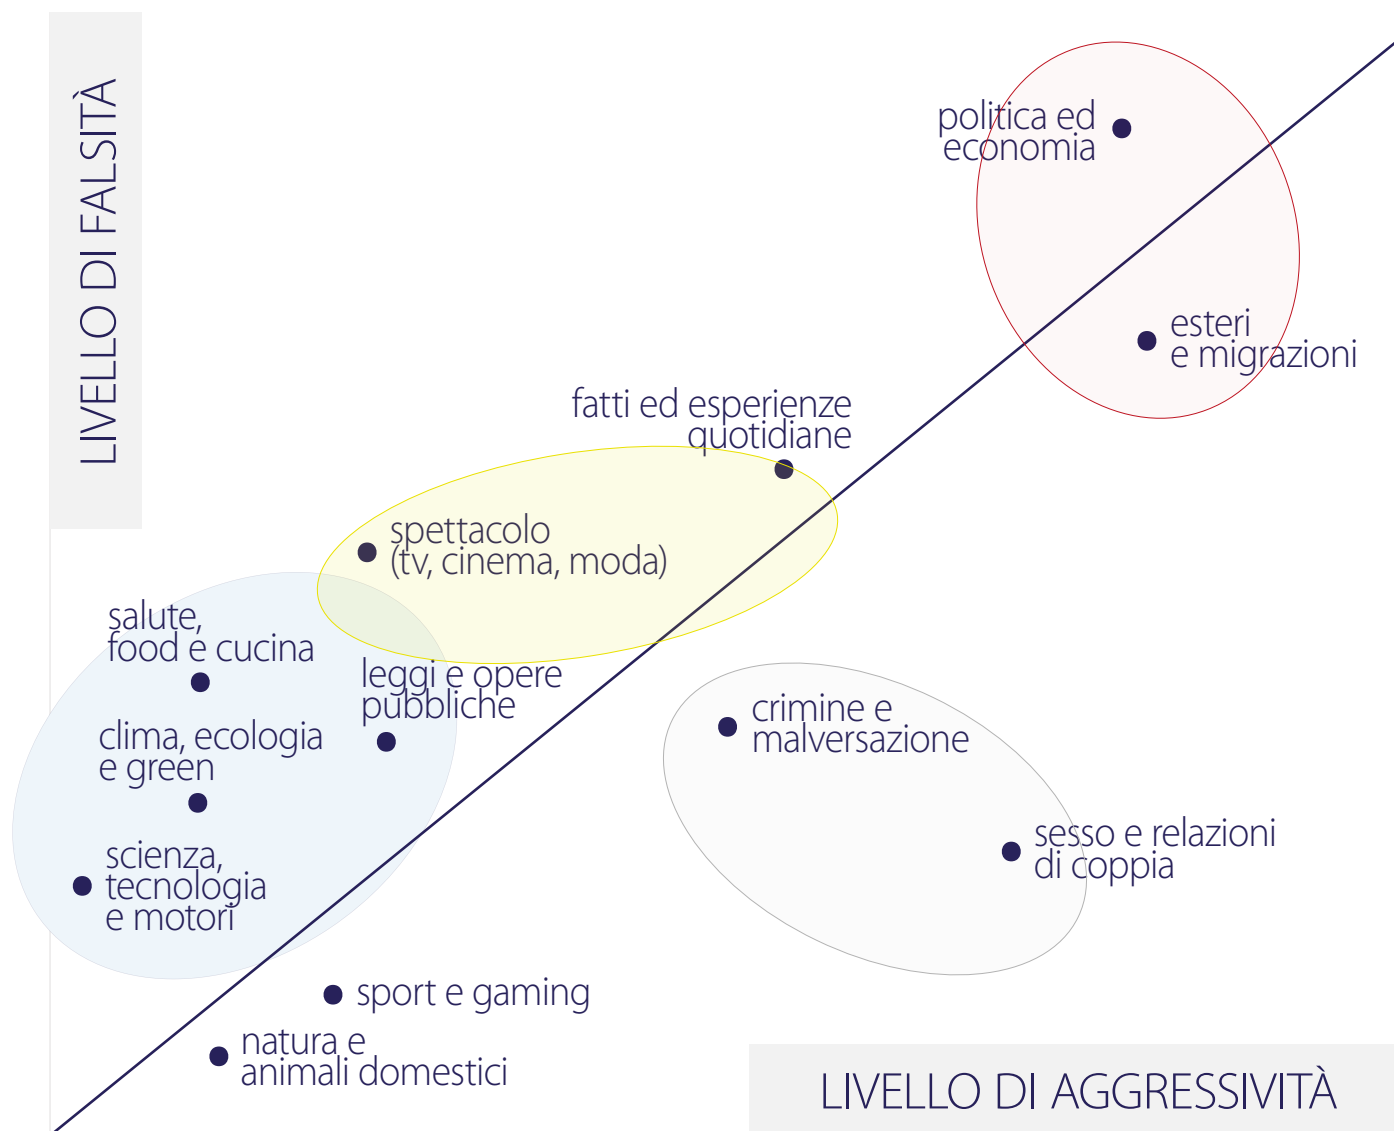 LIVELLO DI FALSITÀ
politica ed
economia
esteri
e migrazioni
fatti ed esperienze
quotidiane
spettacolo
(tv, cinema, moda)
salute,
food e cucina
leggi e opere
pubbliche
clima, ecologia
e green
crimine e
malversazione
scienza,
tecnologia
e motori
sesso e relazioni
di coppia
sport e gaming
natura e
animali domestici
LIVELLO DI AGGRESSIVITÀ